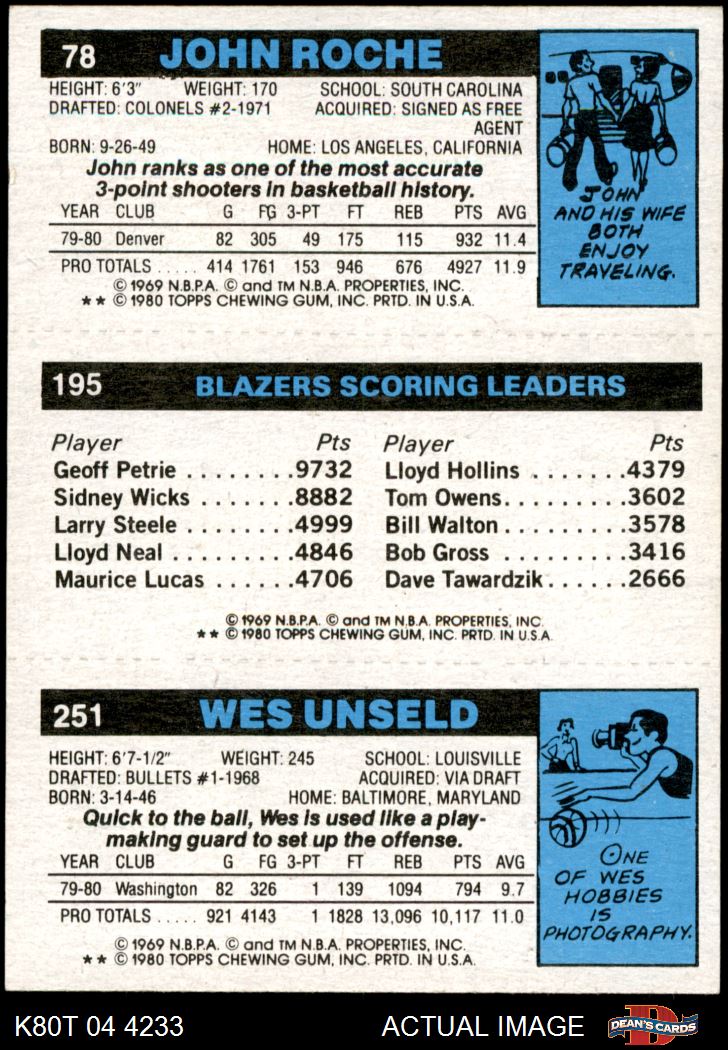 78 JOHN ROCHE
HEIGHT: 6'3" WEIGHT: 170 SCHOOL: SOUTH CAROLINA
DRAFTED: COLONELS #2-1971 ACQUIRED: SIGNED AS FREE
AGENT
BORN: 9-26-49 HOME: LOS ANGELES, CALIFORNIA
John ranks as one of the most accurate
3-point shooters in basketball history.
YEAR CLUB G FG 3-PT FT REB PTS AVG
79-80 Denver 82 305 49 175 115 932 11.4
PRO TOTALS ..... 414 1761 153 946 676 4927 11.9
© 1969 N.B.P.A. © and TM N.B.A. PROPERTIES, INC.
** © 1980 TOPPS CHEWING GUM, INC. PRTD. IN U.S.A.
JOHN
AND HIS WIFE
BOTH
ENJOY
TRAVELING.
195 BLAZERS SCORING LEADERS
Player Pts Player Pts
Geoff Petrie ........9732 Lloyd Hollins .......4379
Sidney Wicks ........8882 Tom Owens.........3602
Larry Steele ........4999 Bill Walton.........3578
Lloyd Neal .........4846 Bob Gross .........3416
Maurice Lucas ......4706 Dave Tawardzik......2666
© 1969 N.B.P.A. © and TM N.B.A. PROPERTIES, INC.
** © 1980 TOPPS CHEWING GUM, INC. PRTD. IN U.S.A.
251 WES UNSELD
HEIGHT: 6'7-1/2" WEIGHT: 245 SCHOOL: LOUISVILLE
DRAFTED: BULLETS #1-1968 ACQUIRED: VIA DRAFT
BORN: 3-14-46 HOME: BALTIMORE, MARYLAND
Quick to the ball, Wes is used like a play-
making guard to set up the offense.
YEAR CLUB G FG 3-PT FT REB PTS AVG
79-80 Washington 82 326 1 139 1094 794 9.7
PRO TOTALS ..... 921 4143 1 1828 13,096 10,117 11.0
© 1969 N.B.P.A. © and TM N.B.A. PROPERTIES, INC.
** © 1980 TOPPS CHEWING GUM, INC. PRTD. IN U.S.A.
ONE
OF WES
HOBBIES
IS
PHOTOGRAPHY.
K80T 04 4233 ACTUAL IMAGE D DEAN'S CARDS